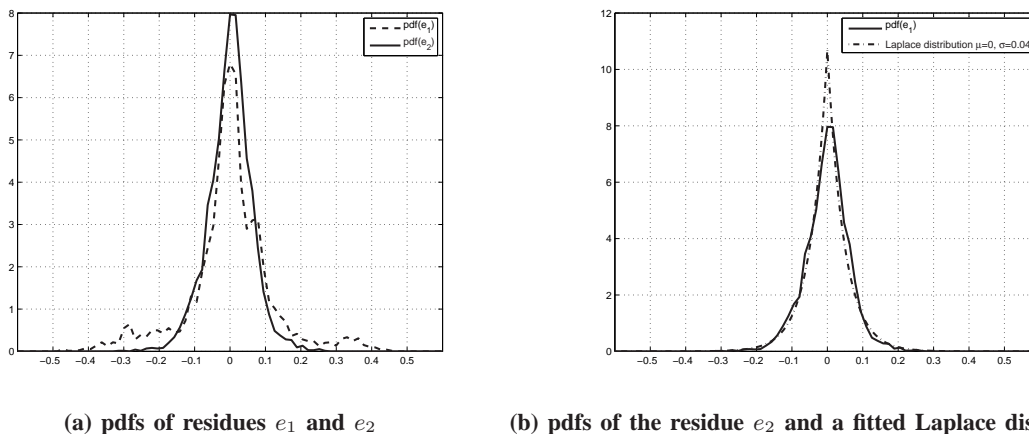 8
7
6
5
4
3
2
1
0
−0.5 −0.4 −0.3 −0.2 −0.1 0 0.1 0.2 0.3 0.4 0.5
pdf(e₁)
pdf(e₂)
(a) pdfs of residues e₁ and e₂
12
10
8
6
4
2
0
−0.5 −0.4 −0.3 −0.2 −0.1 0 0.1 0.2 0.3 0.4 0.5
pdf(e₁)
Laplace distribution μ=0, σ=0.04
(b) pdfs of the residue e₂ and a fitted Laplace dis